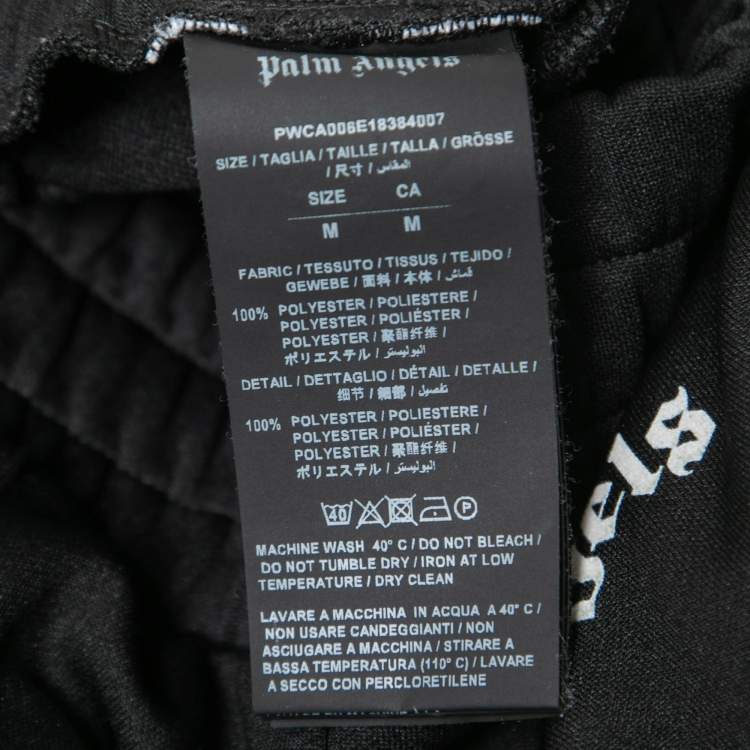 Palm Angels
PWCA006E18384007
SIZE / TAGLIA / TAILLE / TALLA / GRÖSSE
/ 尺寸 / المقاس
SIZE CA
M M
FABRIC / TESSUTO / TISSUS / TEJIDO /
GEWEBE / 面料 / 本体 / قماش
100% POLYESTER / POLIESTERE /
POLYESTER / POLIÉSTER /
POLYESTER / 聚酯纤维 /
ポリエステル / البوليستر
DETAIL / DETTAGLIO / DÉTAIL / DETALLE /
细节 / 細部 / تفصيل
100% POLYESTER / POLIESTERE /
POLYESTER / POLIÉSTER /
POLYESTER / 聚酯纤维 /
ポリエステル / البوليستر
40 P
MACHINE WASH 40° C / DO NOT BLEACH /
DO NOT TUMBLE DRY / IRON AT LOW
TEMPERATURE / DRY CLEAN
LAVARE A MACCHINA IN ACQUA A 40° C /
NON USARE CANDEGGIANTI / NON
ASCIUGARE A MACCHINA / STIRARE A
BASSA TEMPERATURA (110° C) / LAVARE
A SECCO CON PERCLORETILENE
els